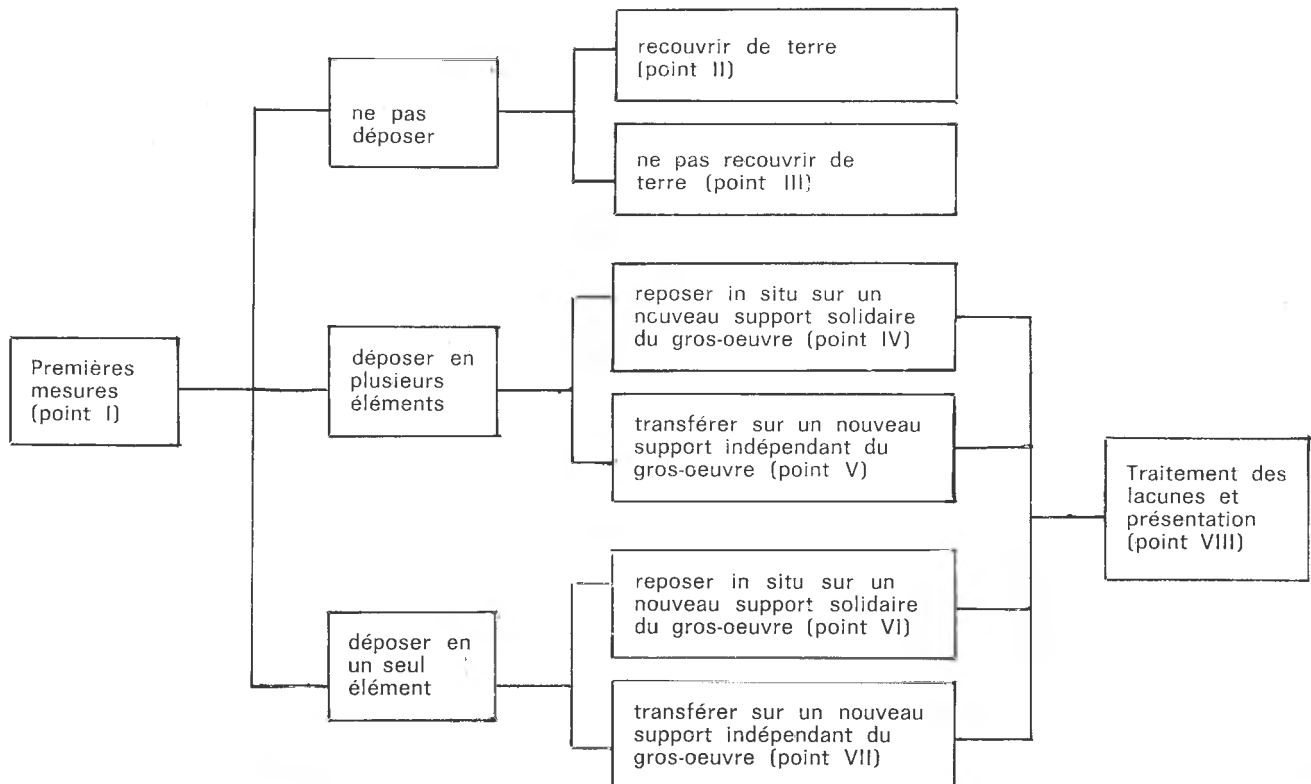 Premières
mesures
(point I)
ne pas
déposer
recouvrir de terre
(point II)
ne pas recouvrir de
terre (point III)
déposer en
plusieurs
éléments
reposer in situ sur un
nouveau support solidaire
du gros-oeuvre (point IV)
transférer sur un nouveau
support indépendant du
gros-oeuvre (point V)
déposer en
un seul
élément
reposer in situ sur un
nouveau support solidaire
du gros-oeuvre (point VI)
transférer sur un nouveau
support indépendant du
gros-oeuvre (point VII)
Traitement des
lacunes et
présentation
(point VIII)